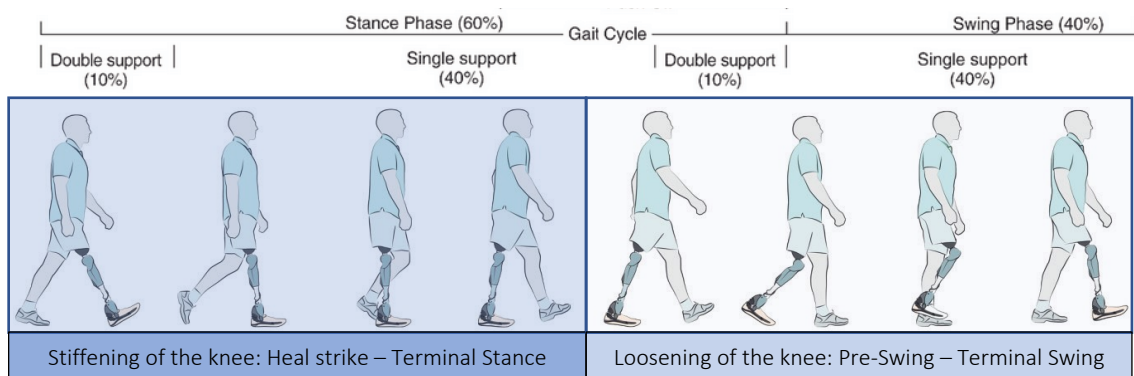 Stance Phase (60%)
Swing Phase (40%)
Gait Cycle
Double support
(10%)
Single support
(40%)
Double support
(10%)
Single support
(40%)
Stiffening of the knee: Heal strike – Terminal Stance
Loosening of the knee: Pre-Swing – Terminal Swing